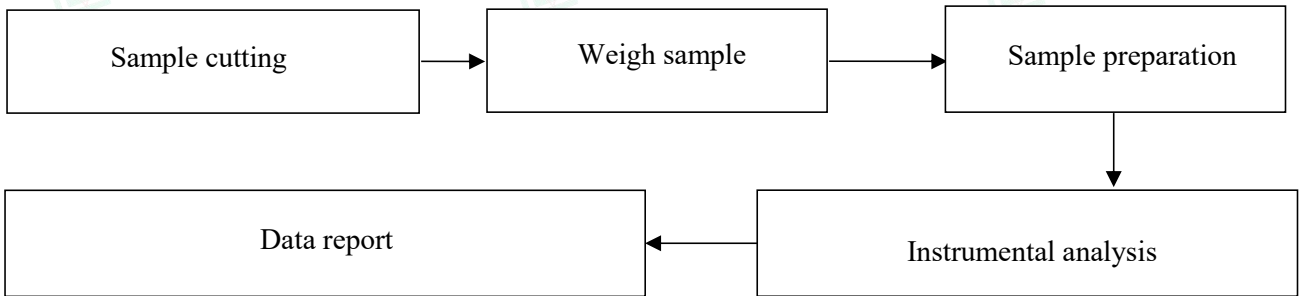 Sample cutting
Weigh sample
Sample preparation
Instrumental analysis
Data report